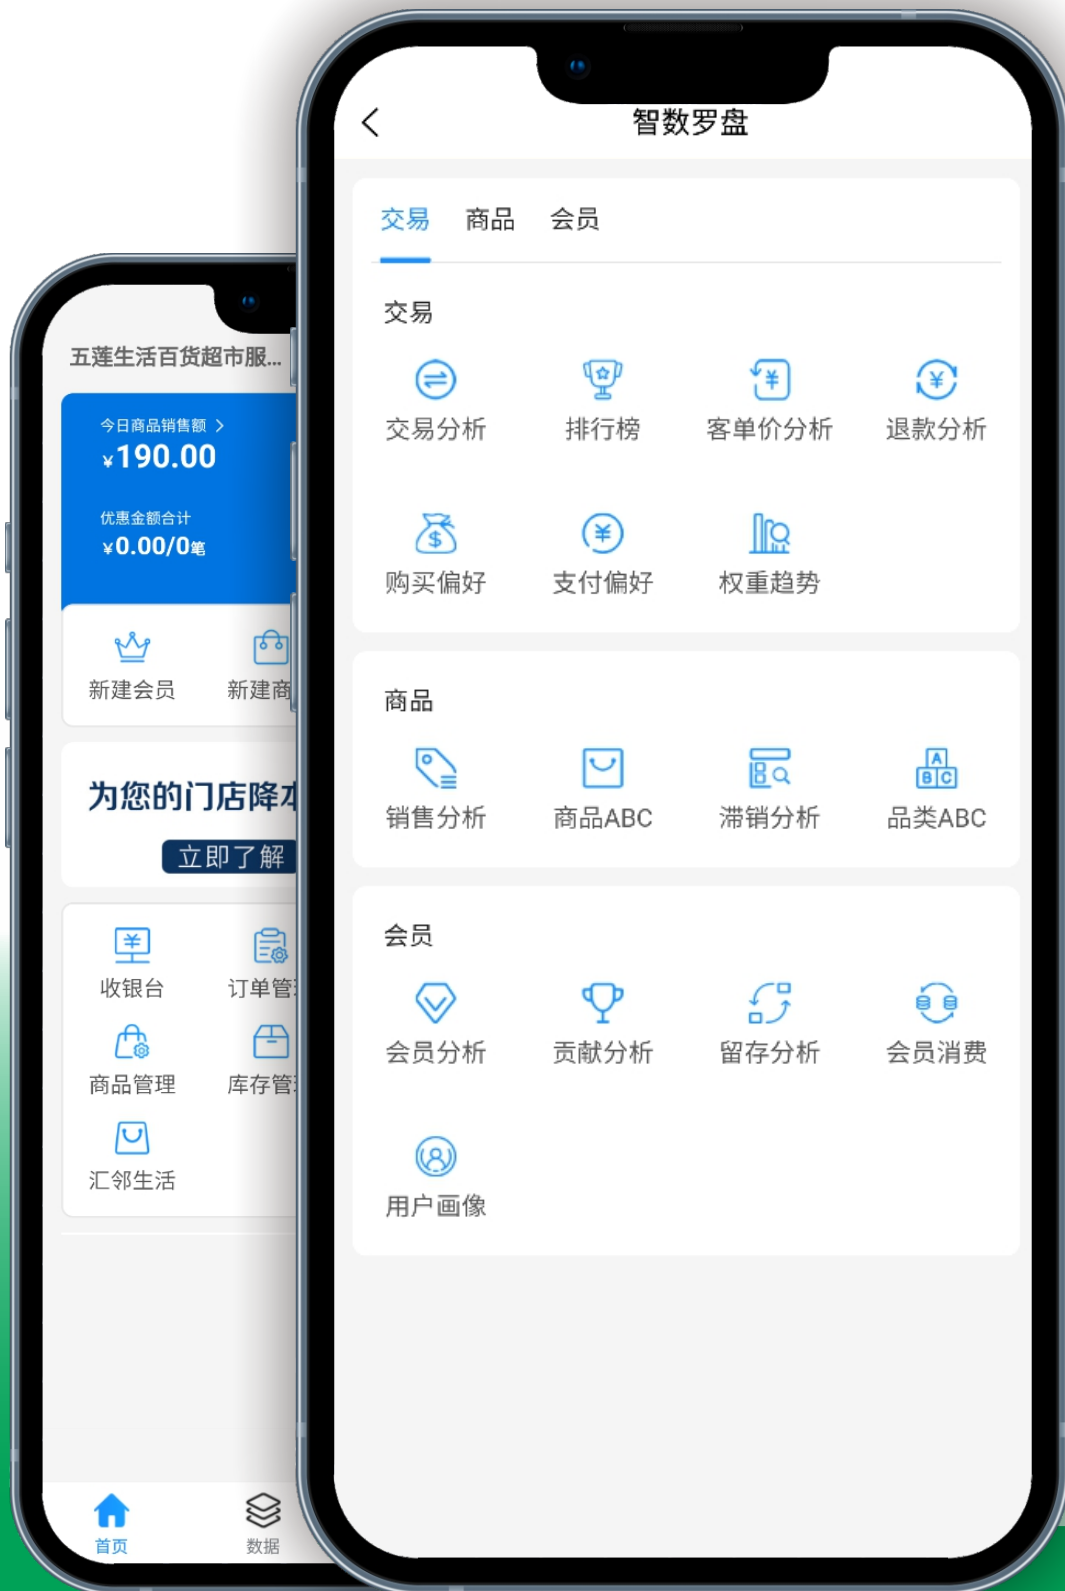 五莲生活百货超市服...
今日商品销售额
¥190.00
优惠金额合计
¥0.00/0笔
新建会员
新建商
为您的门店降本
立即了解
收银台
订单管
商品管理
库存管
汇邻生活
首页
数据
智数罗盘
交易 商品 会员
交易
交易分析 排行榜 客单价分析 退款分析
购买偏好 支付偏好 权重趋势
商品
销售分析 商品ABC 滞销分析 品类ABC
会员
会员分析 贡献分析 留存分析 会员消费
用户画像